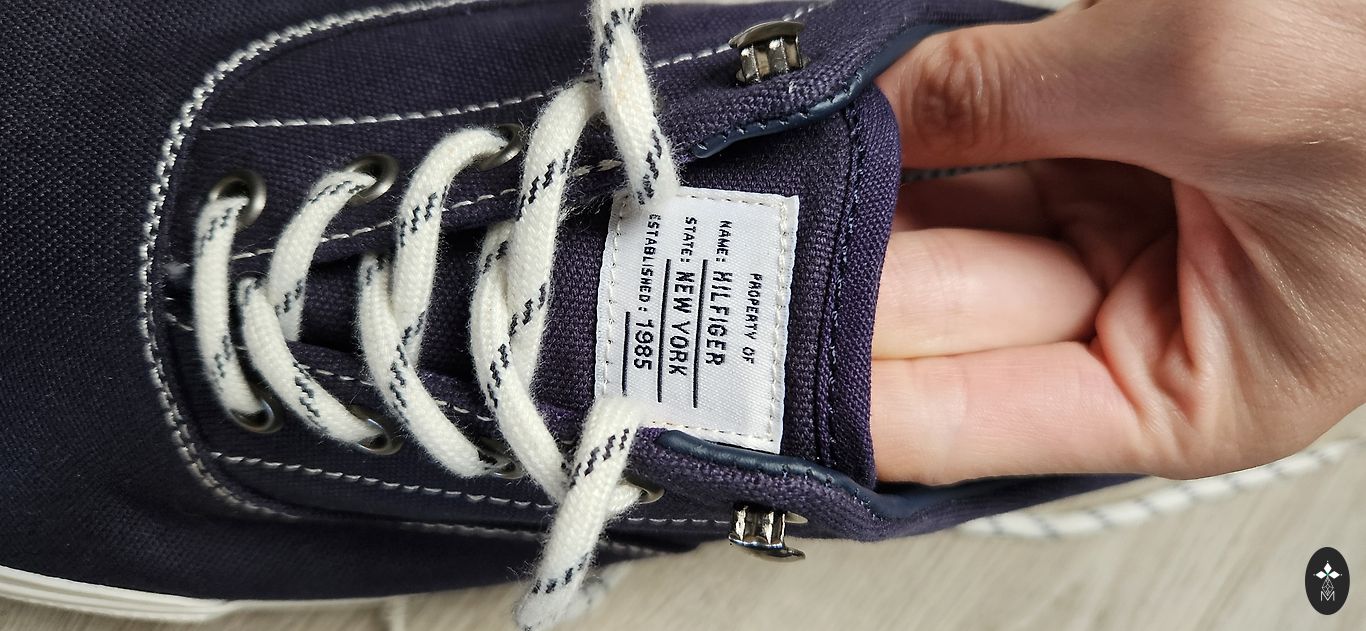 PROPERTY OF
NAME: HILFIGER
STATE: NEW YORK
ESTABLISHED: 1985
M